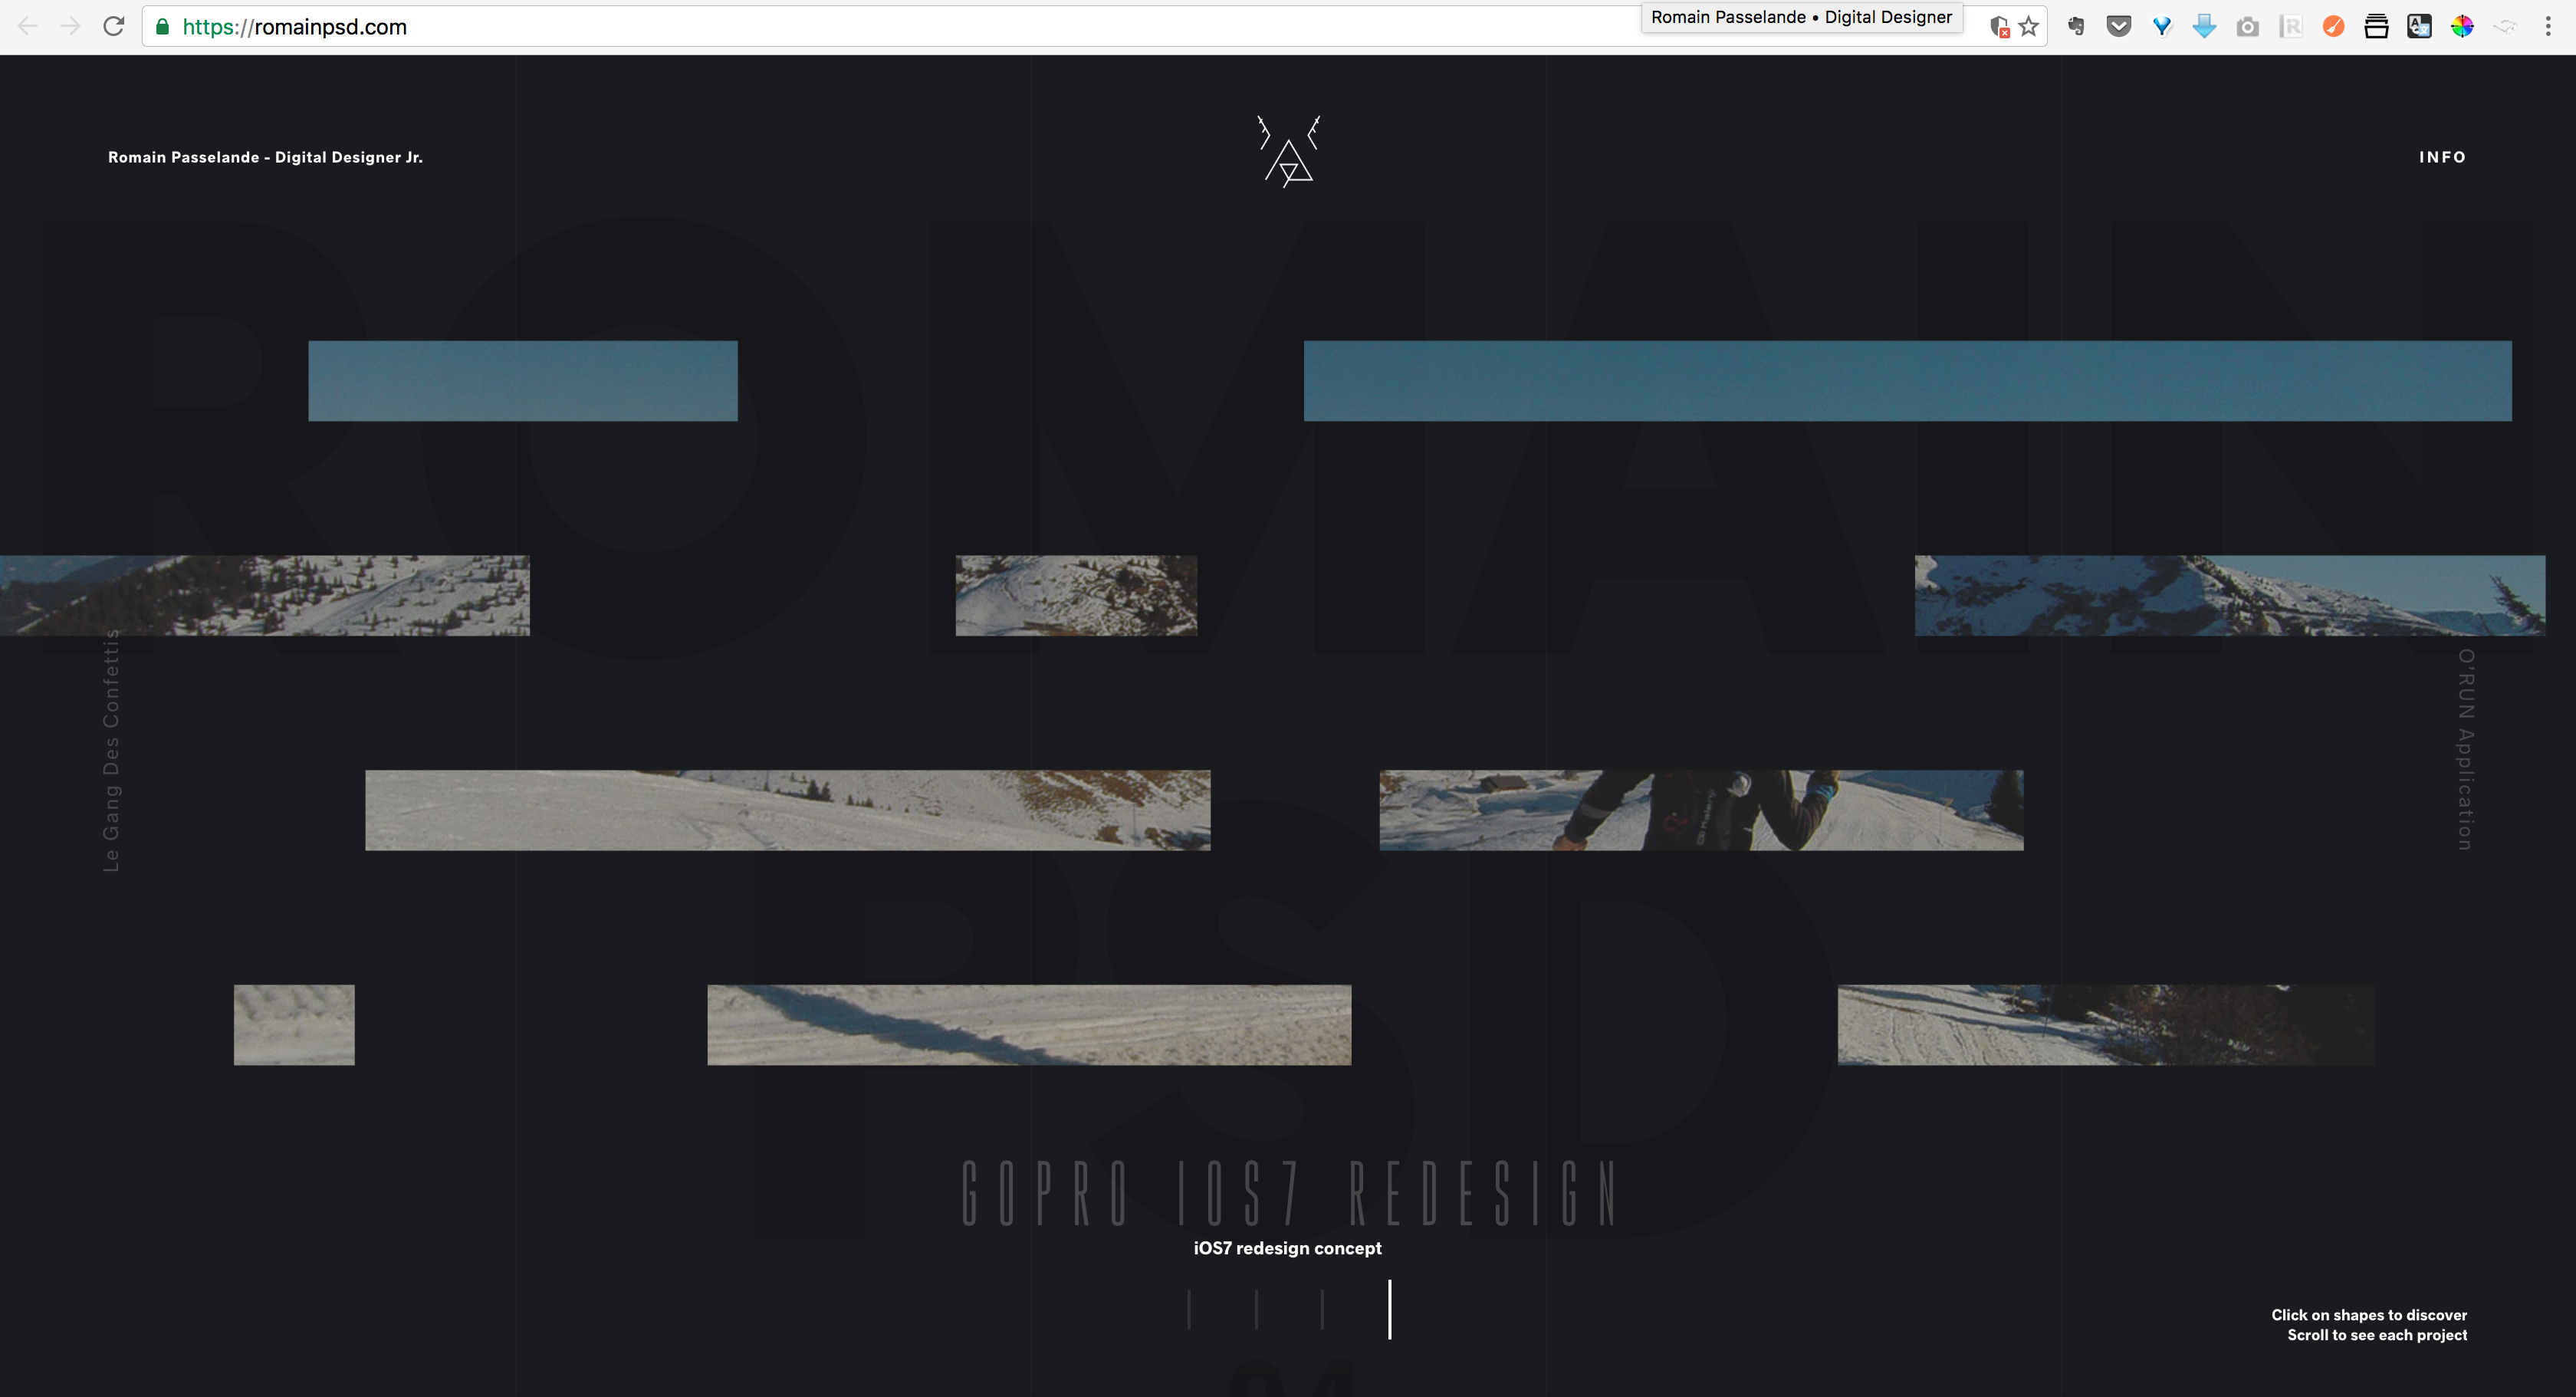 https://romainpsd.com
Romain Passelande • Digital Designer
Romain Passelande - Digital Designer Jr.
INFO
ROMAIN
Le Gang Des Confettis
O'RUN Application
PSD
GOPRO IOS7 REDESIGN
iOS7 redesign concept
Click on shapes to discover
Scroll to see each project
04